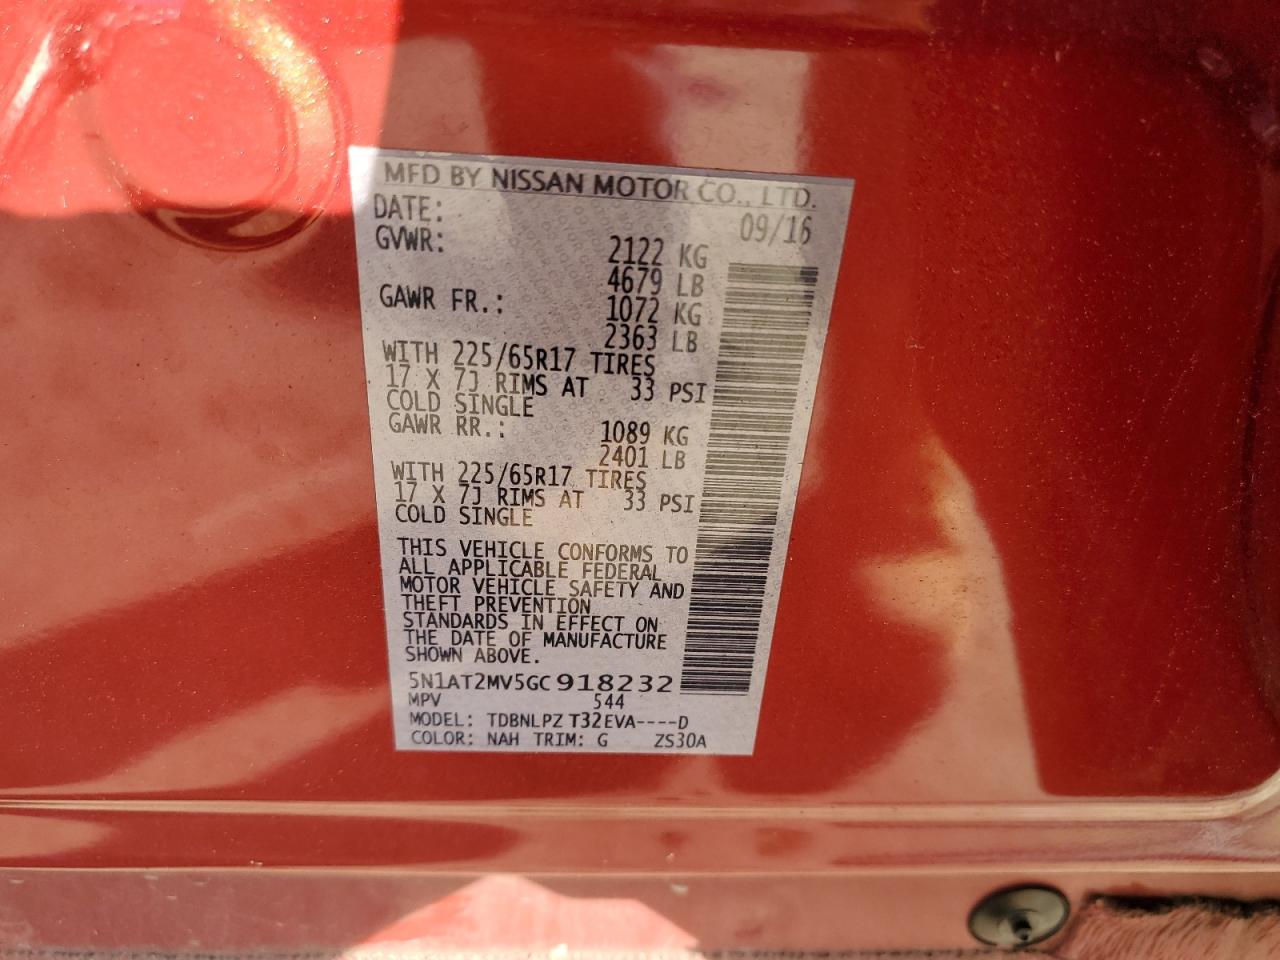 MFD BY NISSAN MOTOR CO., LTD.
DATE: 09/16
GVWR: 2122 KG
4679 LB
GAWR FR.: 1072 KG
2363 LB
WITH 225/65R17 TIRES
17 X 7J RIMS AT 33 PSI
COLD SINGLE
GAWR RR.: 1089 KG
2401 LB
WITH 225/65R17 TIRES
17 X 7J RIMS AT 33 PSI
COLD SINGLE
THIS VEHICLE CONFORMS TO
ALL APPLICABLE FEDERAL
MOTOR VEHICLE SAFETY AND
THEFT PREVENTION
STANDARDS IN EFFECT ON
THE DATE OF MANUFACTURE
SHOWN ABOVE.
5N1AT2MV5GC918232
MPV 544
MODEL: TDBNLPZ T32EVA----D
COLOR: NAH TRIM: G ZS30A